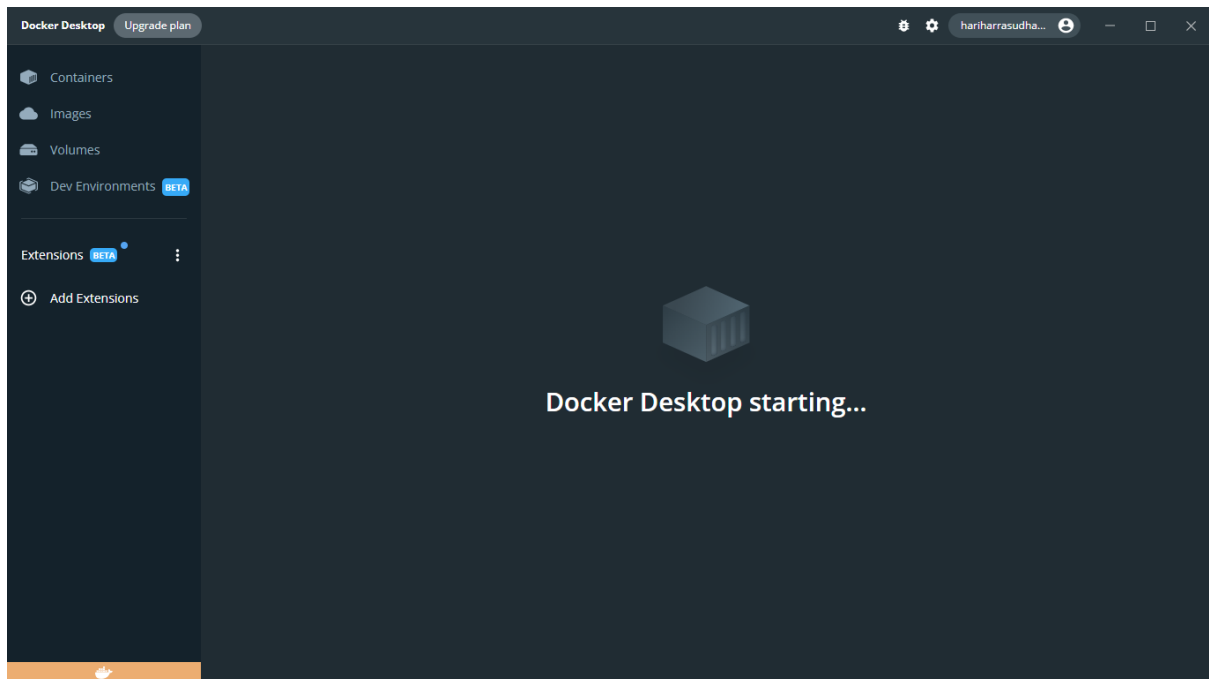 Docker Desktop Upgrade plan hariharrasudha...
Containers
Images
Volumes
Dev Environments BETA
Extensions BETA
Add Extensions
Docker Desktop starting...